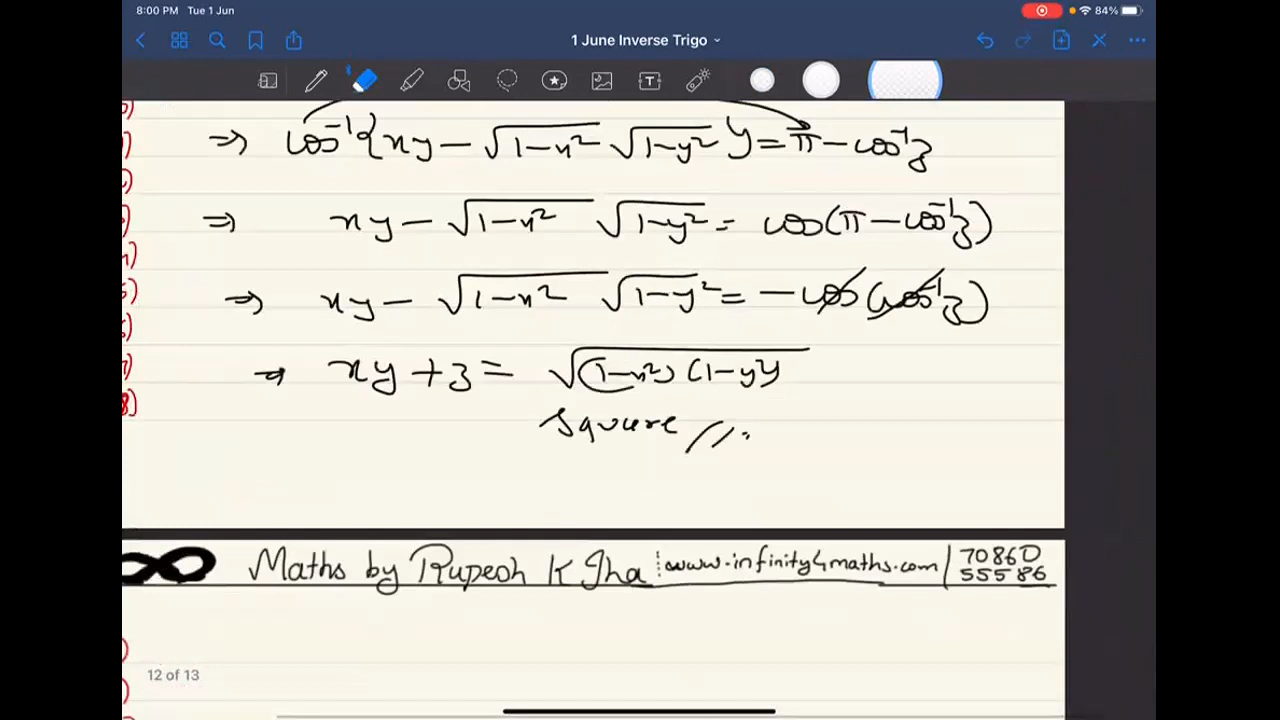 8:00 PM Tue 1 Jun
84%
1 June Inverse Trigo
⇒ cos⁻¹{xy − √1−x² √1−y²} = π − cos⁻¹z
⇒ xy − √1−x² √1−y² = cos(π − cos⁻¹z)
⇒ xy − √1−x² √1−y² = −cos(cos⁻¹z)
⇒ xy + z = √(1−x²)(1−y²)
Square
Maths by Rupesh K Jha www.infinity4maths.com 70860
55586
12 of 13